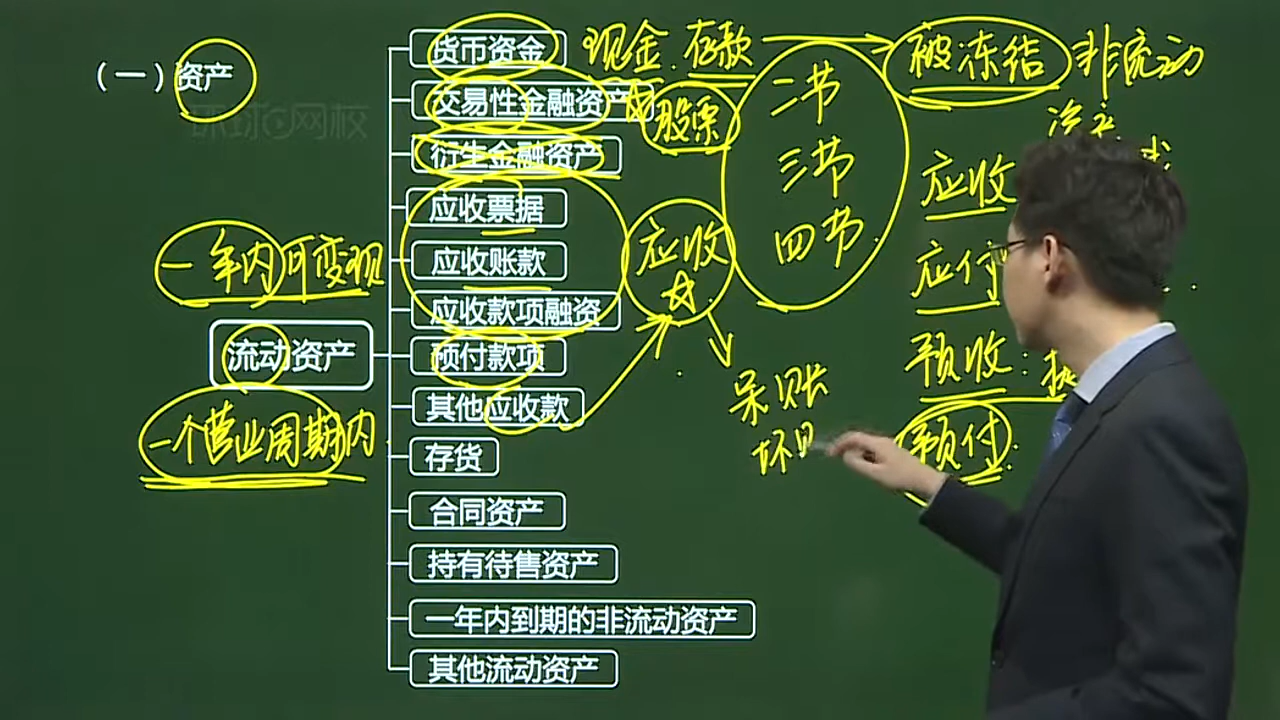 （一）资产
环球网校
货币资金
交易性金融资产
衍生金融资产
应收票据
应收账款
应收款项融资
流动资产
预付款项
其他应收款
存货
合同资产
持有待售资产
一年内到期的非流动资产
其他流动资产
一年内可变现
一个营业周期内
现金.存款
被冻结
非流动
股票
二节
三节
四节
应收
呆账
坏
应收
应付
预收：
预付：